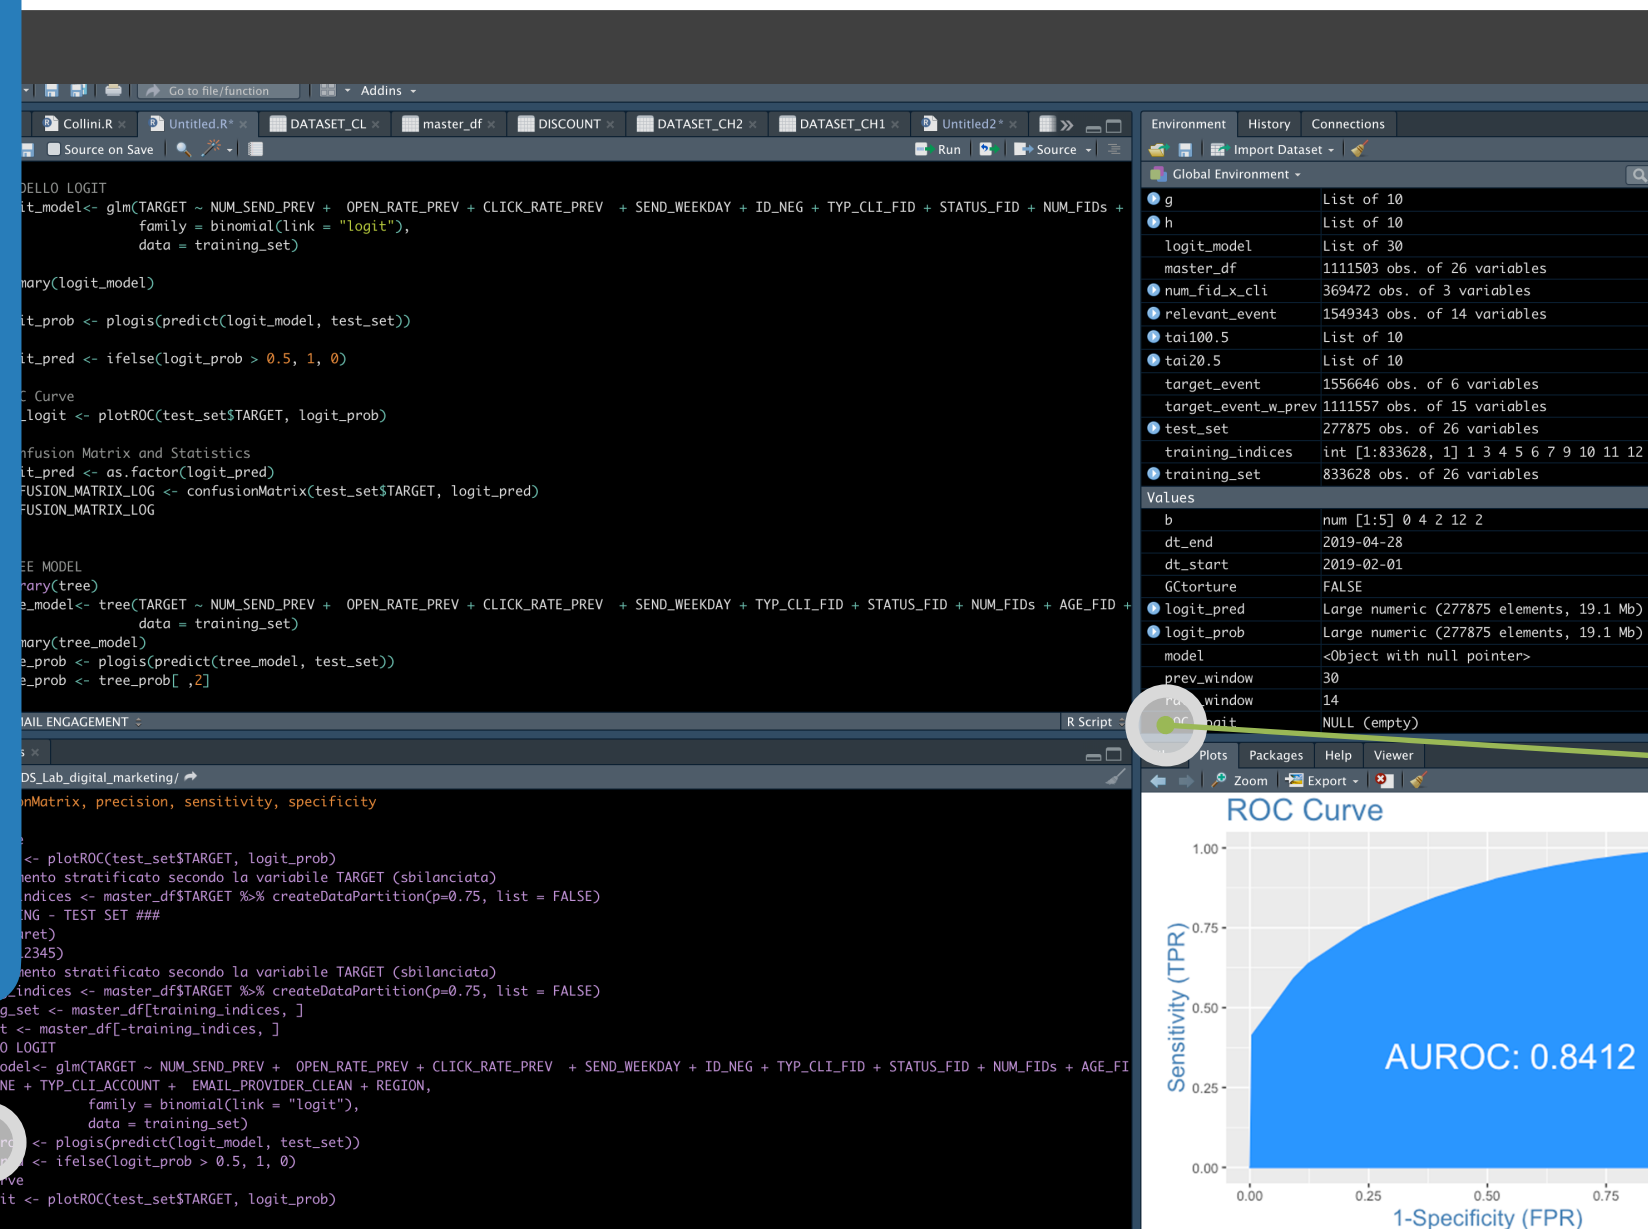 Go to file/function
Addins
Collini.R
Untitled.R*
DATASET_CL
master_df
DISCOUNT
DATASET_CH2
DATASET_CH1
Untitled2*
Source on Save
Run
Source
DELLO LOGIT
it_model<- glm(TARGET ~ NUM_SEND_PREV + OPEN_RATE_PREV + CLICK_RATE_PREV + SEND_WEEKDAY + ID_NEG + TYP_CLI_FID + STATUS_FID + NUM_FIDs +
family = binomial(link = "logit"),
data = training_set)
mary(logit_model)
it_prob <- plogis(predict(logit_model, test_set))
it_pred <- ifelse(logit_prob > 0.5, 1, 0)
C Curve
_logit <- plotROC(test_set$TARGET, logit_prob)
nfusion Matrix and Statistics
it_pred <- as.factor(logit_pred)
FUSION_MATRIX_LOG <- confusionMatrix(test_set$TARGET, logit_pred)
FUSION_MATRIX_LOG
EE MODEL
rary(tree)
e_model<- tree(TARGET ~ NUM_SEND_PREV + OPEN_RATE_PREV + CLICK_RATE_PREV + SEND_WEEKDAY + TYP_CLI_FID + STATUS_FID + NUM_FIDs + AGE_FID +
data = training_set)
mary(tree_model)
e_prob <- plogis(predict(tree_model, test_set))
e_prob <- tree_prob[ ,2]
AIL ENGAGEMENT
R Script
DS_Lab_digital_marketing/
onMatrix, precision, sensitivity, specificity
e
<- plotROC(test_set$TARGET, logit_prob)
mento stratificato secondo la variabile TARGET (sbilanciata)
indices <- master_df$TARGET %>% createDataPartition(p=0.75, list = FALSE)
ING - TEST SET ###
aret)
12345)
mento stratificato secondo la variabile TARGET (sbilanciata)
_indices <- master_df$TARGET %>% createDataPartition(p=0.75, list = FALSE)
g_set <- master_df[training_indices, ]
t <- master_df[-training_indices, ]
O LOGIT
odel<- glm(TARGET ~ NUM_SEND_PREV + OPEN_RATE_PREV + CLICK_RATE_PREV + SEND_WEEKDAY + ID_NEG + TYP_CLI_FID + STATUS_FID + NUM_FIDs + AGE_FI
NE + TYP_CLI_ACCOUNT + EMAIL_PROVIDER_CLEAN + REGION,
family = binomial(link = "logit"),
data = training_set)
<- plogis(predict(logit_model, test_set))
<- ifelse(logit_prob > 0.5, 1, 0)
rve
it <- plotROC(test_set$TARGET, logit_prob)
Environment History Connections
Import Dataset
Global Environment
g List of 10
h List of 10
logit_model List of 30
master_df 1111503 obs. of 26 variables
num_fid_x_cli 369472 obs. of 3 variables
relevant_event 1549343 obs. of 14 variables
tai100.5 List of 10
tai20.5 List of 10
target_event 1556646 obs. of 6 variables
target_event_w_prev 1111557 obs. of 15 variables
test_set 277875 obs. of 26 variables
training_indices int [1:833628, 1] 1 3 4 5 6 7 9 10 11 12
training_set 833628 obs. of 26 variables
Values
b num [1:5] 0 4 2 12 2
dt_end 2019-04-28
dt_start 2019-02-01
GCtorture FALSE
logit_pred Large numeric (277875 elements, 19.1 Mb)
logit_prob Large numeric (277875 elements, 19.1 Mb)
model <Object with null pointer>
prev_window 30
window 14
NULL (empty)
Plots Packages Help Viewer
Zoom Export
ROC Curve
Sensitivity (TPR)
1.00
0.75
0.50
0.25
0.00
AUROC: 0.8412
0.00 0.25 0.50 0.75
1-Specificity (FPR)